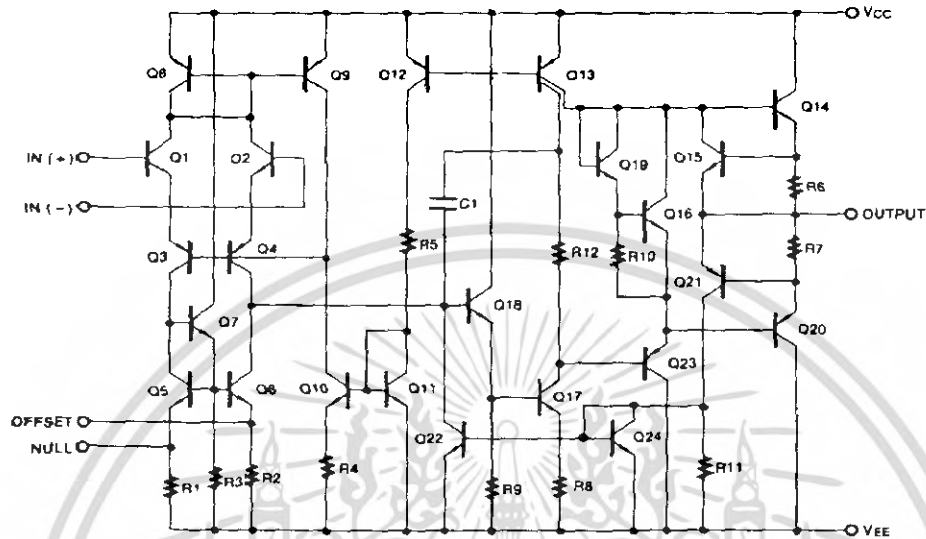 VCC
Q8
Q9
Q12
Q13
Q14
IN (+)
Q1
Q2
Q19
Q15
R6
IN (−)
C1
Q16
OUTPUT
Q3
Q4
R5
R12
R10
R7
Q21
Q7
Q18
Q20
Q5
Q6
Q10
Q11
Q17
Q23
OFFSET
NULL
Q22
Q24
R1
R3
R2
R4
R9
R8
R11
VEE